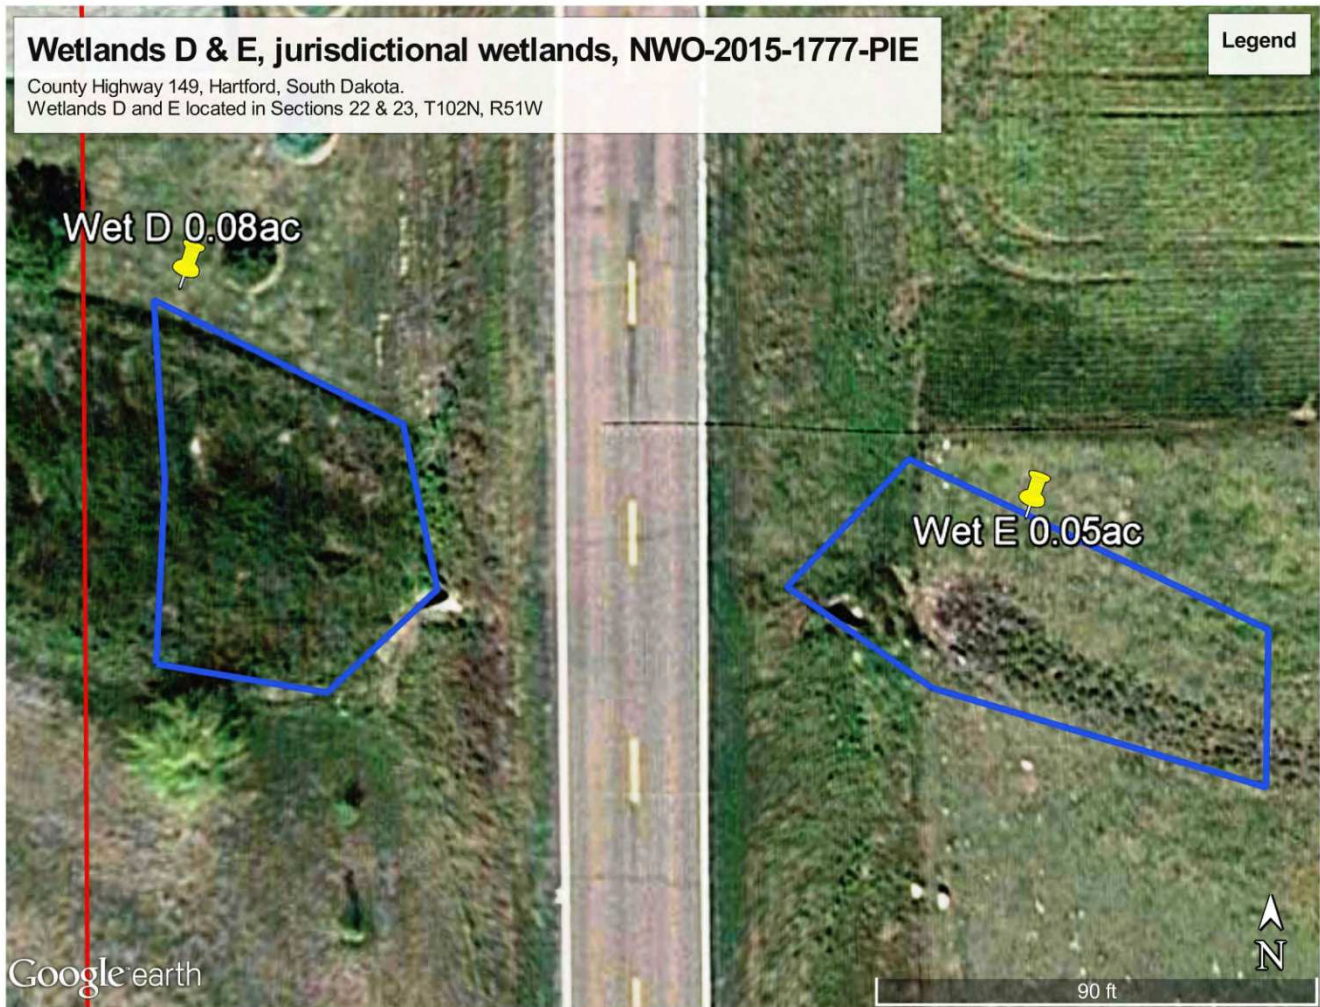 Wetlands D & E, jurisdictional wetlands, NWO-2015-1777-PIE
County Highway 149, Hartford, South Dakota.
Wetlands D and E located in Sections 22 & 23, T102N, R51W
Legend
Wet D 0.08ac
Wet E 0.05ac
N
Google earth
90 ft